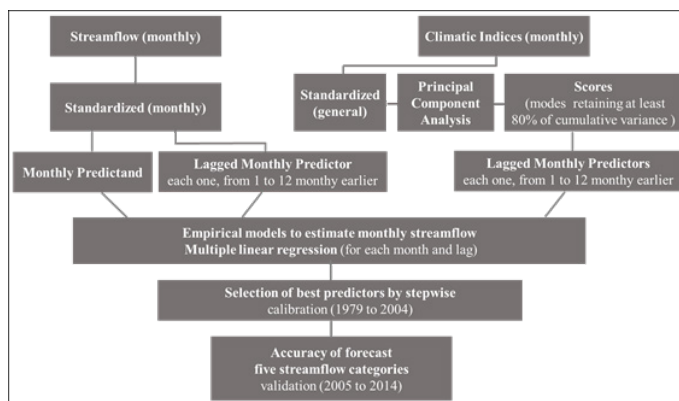 Streamflow (monthly)
Climatic Indices (monthly)
Standardized (monthly)
Standardized
(general)
Principal
Component
Analysis
Scores
(modes retaining at least
80% of cumulative variance )
Monthly Predictand
Lagged Monthly Predictor
each one, from 1 to 12 monthy earlier
Lagged Monthly Predictors
each one, from 1 to 12 monthy earlier
Empirical models to estimate monthly streamflow
Multiple linear regression (for each month and lag)
Selection of best predictors by stepwise
calibration (1979 to 2004)
Accuracy of forecast
five streamflow categories
validation (2005 to 2014)